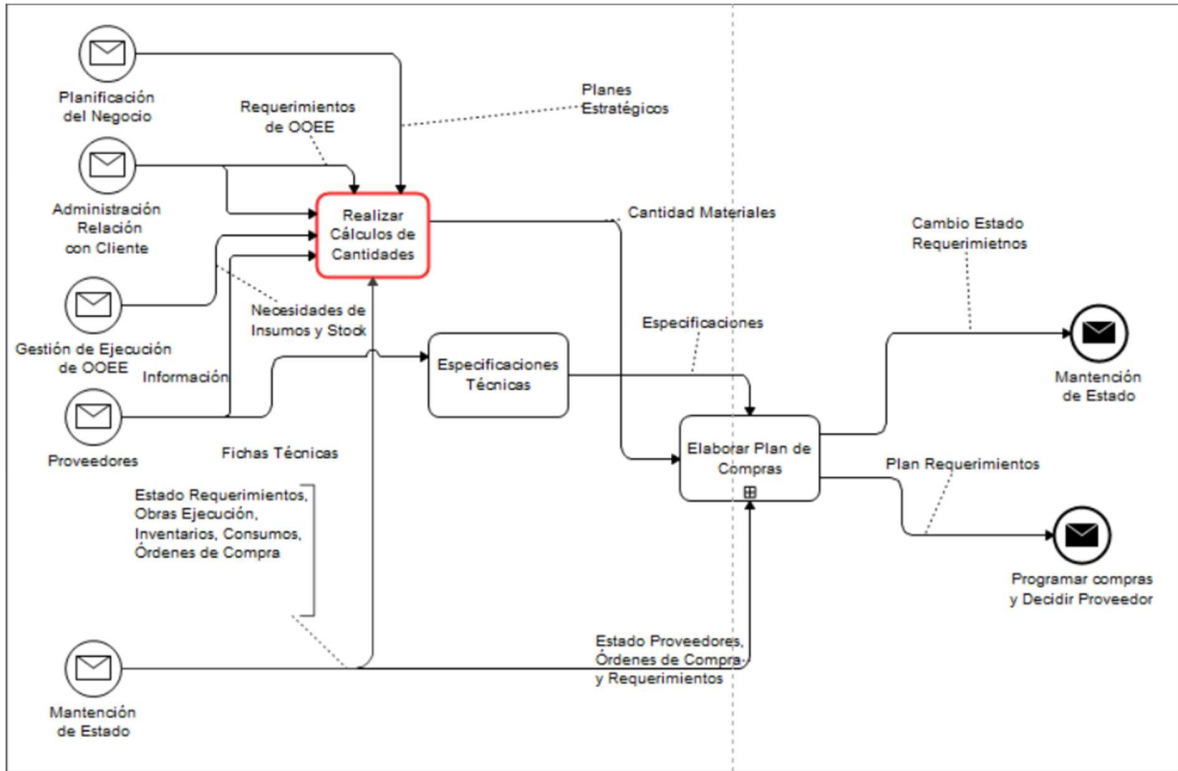 Planificación
del Negocio
Requerimientos
de OOEE
Planes
Estratégicos
Administración
Relación
con Cliente
Realizar
Cálculos de
Cantidades
Cantidad Materiales
Cambio Estado
Requerimietnos
Gestión de Ejecución
de OOEE
Necesidades de
Insumos y Stock
Información
Especificaciones
Especificaciones
Técnicas
Mantención
de Estado
Proveedores
Fichas Técnicas
Elaborar Plan de
Compras
Plan Requerimientos
Estado Requerimientos,
Obras Ejecución,
Inventarios, Consumos,
Órdenes de Compra
Programar compras
y Decidir Proveedor
Estado Proveedores,
Órdenes de Compra
y Requerimientos
Mantención
de Estado